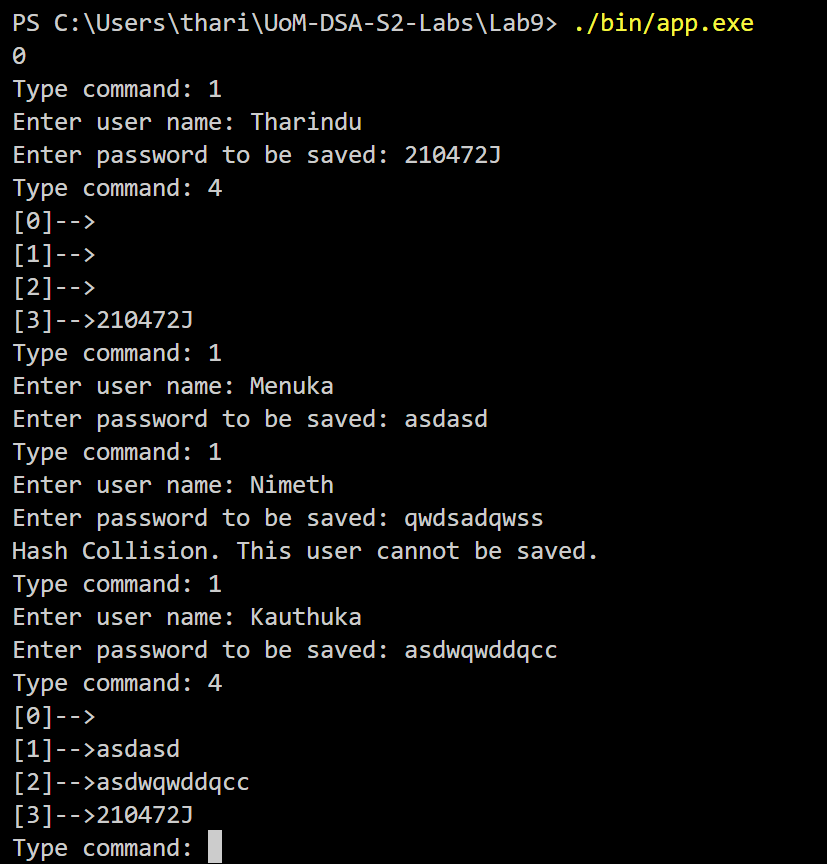 PS C:\Users\thari\UoM-DSA-S2-Labs\Lab9> ./bin/app.exe
0
Type command: 1
Enter user name: Tharindu
Enter password to be saved: 210472J
Type command: 4
[0]-->
[1]-->
[2]-->
[3]-->210472J
Type command: 1
Enter user name: Menuka
Enter password to be saved: asdasd
Type command: 1
Enter user name: Nimeth
Enter password to be saved: qwdsadqwss
Hash Collision. This user cannot be saved.
Type command: 1
Enter user name: Kauthuka
Enter password to be saved: asdwqwddqcc
Type command: 4
[0]-->
[1]-->asdasd
[2]-->asdwqwddqcc
[3]-->210472J
Type command: